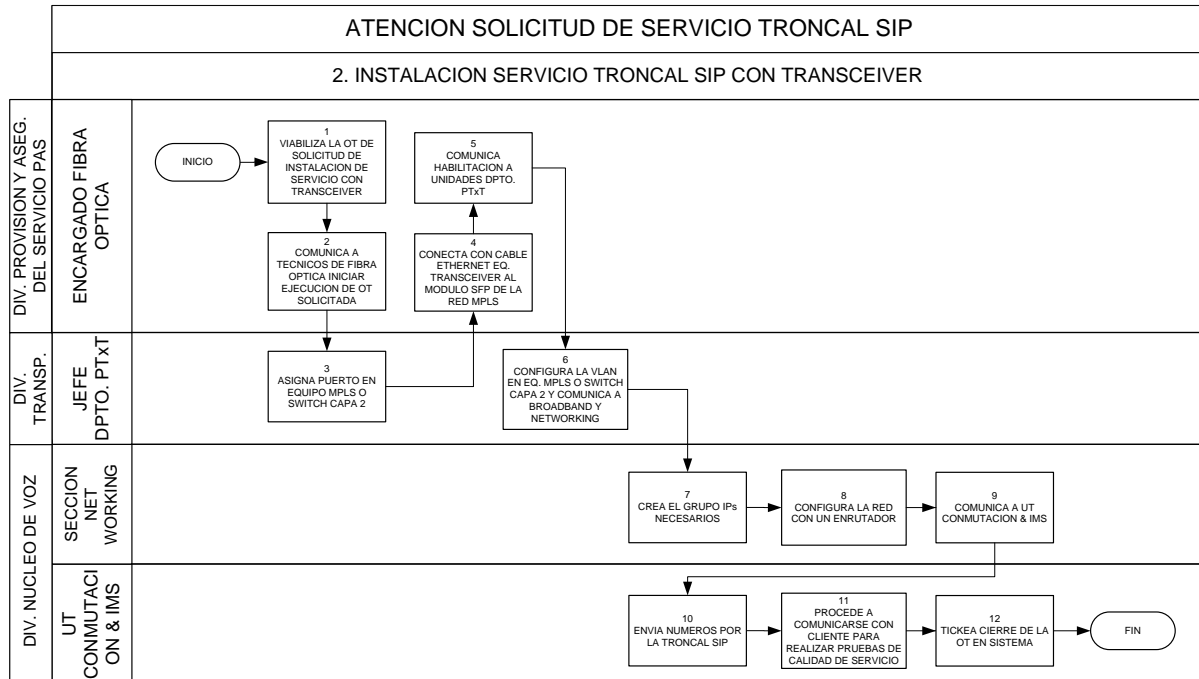 ATENCION SOLICITUD DE SERVICIO TRONCAL SIP
2. INSTALACION SERVICIO TRONCAL SIP CON TRANSCEIVER
DIV. PROVISION Y ASEG.
DEL SERVICIO PAS
ENCARGADO FIBRA
OPTICA
INICIO
1
VIABILIZA LA OT DE
SOLICITUD DE
INSTALACION DE
SERVICIO CON
TRANSCEIVER
2
COMUNICA A
TECNICOS DE FIBRA
OPTICA INICIAR
EJECUCION DE OT
SOLICITADA
5
COMUNICA
HABILITACION A
UNIDADES DPTO.
PTxT
4
CONECTA CON CABLE
ETHERNET EQ.
TRANSCEIVER AL
MODULO SFP DE LA
RED MPLS
DIV.
TRANSP.
JEFE
DPTO. PTxT
3
ASIGNA PUERTO EN
EQUIPO MPLS O
SWITCH CAPA 2
6
CONFIGURA LA VLAN
EN EQ. MPLS O SWITCH
CAPA 2 Y COMUNICA A
BROADBAND Y
NETWORKING
DIV. NUCLEO DE VOZ
SECCION
NET
WORKING
7
CREA EL GRUPO IPs
NECESARIOS
8
CONFIGURA LA RED
CON UN ENRUTADOR
9
COMUNICA A UT
CONMUTACION & IMS
UT
CONMUTACI
ON & IMS
10
ENVIA NUMEROS POR
LA TRONCAL SIP
11
PROCEDE A
COMUNICARSE CON
CLIENTE PARA
REALIZAR PRUEBAS DE
CALIDAD DE SERVICIO
12
TICKEA CIERRE DE LA
OT EN SISTEMA
FIN